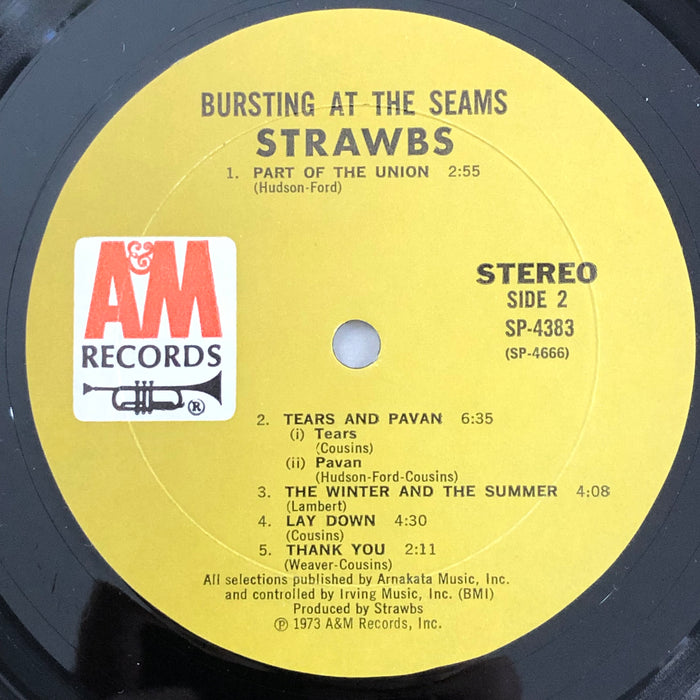 BURSTING AT THE SEAMS
STRAWBS
1. PART OF THE UNION 2:55
(Hudson-Ford)
A&M
RECORDS
®
STEREO
SIDE 2
SP-4383
(SP-4666)
2. TEARS AND PAVAN 6:35
(i) Tears
(Cousins)
(ii) Pavan
(Hudson-Ford-Cousins)
3. THE WINTER AND THE SUMMER 4:08
(Lambert)
4. LAY DOWN 4:30
(Cousins)
5. THANK YOU 2:11
(Weaver-Cousins)
All selections published by Arnakata Music, Inc.
and controlled by Irving Music, Inc. (BMI)
Produced by Strawbs
℗ 1973 A&M Records, Inc.